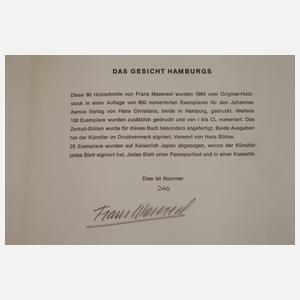 DAS GESICHT HAMBURGS
Diese 80 Holzschnitte von Frans Masereel wurden 1964 vom Original-Holz-
stock in einer Auflage von 850 numerierten Exemplaren für den Johannes
Asmus Verlag von Hans Christians, beide in Hamburg, gedruckt. Weitere
150 Exemplare wurden zusätzlich gedruckt und von I bis CL numeriert. Das
Zerkall-Bütten wurde für dieses Buch besonders angefertigt. Beide Ausgaben
hat der Künstler im Druckvermerk signiert. Vorwort von Hans Bütow.
25 Exemplare wurden auf Kaiserlich Japan abgezogen, wovon der Künstler
jedes Blatt signiert hat. Jedes Blatt unter Passepartout und in einer Kassette.
Dies ist Nummer
246
Frans Masereel